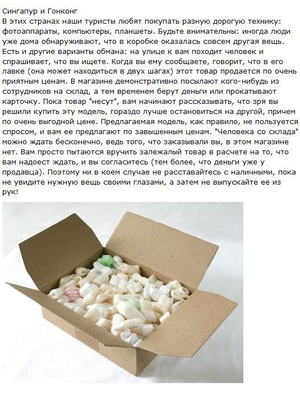 Сингапур и Гонконг
В этих странах наши туристы любят покупать разную дорогую технику:
фотоаппараты, компьютеры, планшеты. Будьте внимательны: иногда люди
уже дома обнаруживают, что в коробке оказалась совсем другая вещь.
Есть и другие варианты обмана: на улице к вам походит человек и
спрашивает, что вы ищете. Когда вы ему сообщаете, говорит, что в его
лавке (она может находиться в двух шагах) этот товар продается по очень
приятным ценам. В магазине демонстративно посылают кого-нибудь из
сотрудников на склад, а тем временем берут деньги или прокатывают
карточку. Пока товар "несут", вам начинают рассказывать, что зря вы
решили купить эту модель, гораздо лучше остановиться на другой, причем
по очень выгодной цене. Предлагаемая модель, как правило, не пользуется
спросом, и вам ее предлагают по завышенным ценам. "Человека со склада"
можно ждать бесконечно, ведь того, что заказывали вы, в этом магазине
нет. Вам просто пытаются вручить залежалый товар в расчете на то, что
вам надоест ждать, и вы согласитесь (тем более, что деньги уже у
продавца). Поэтому ни в коем случае не расставайтесь с наличными, пока
не увидите нужную вещь своими глазами, а затем не выпускайте ее из
рук!